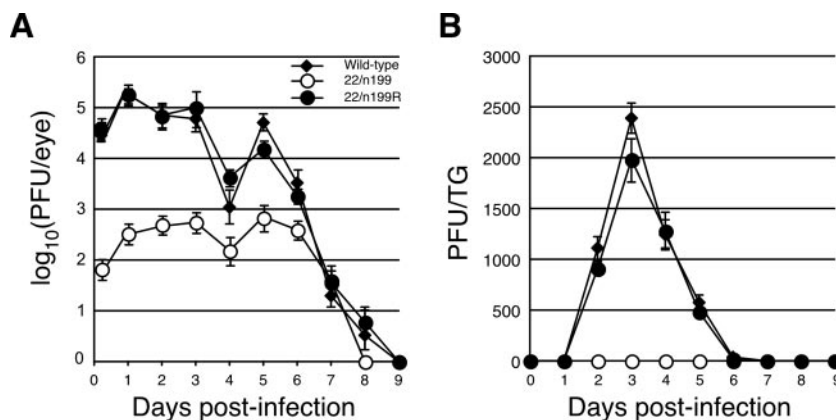 A
6
5
4
3
2
1
0
log10(PFU/eye)
Wild-type
22/n199
22/n199R
0 1 2 3 4 5 6 7 8 9
Days post-infection
B
3000
2500
2000
1500
1000
500
0
PFU/TG
0 1 2 3 4 5 6 7 8 9
Days post-infection